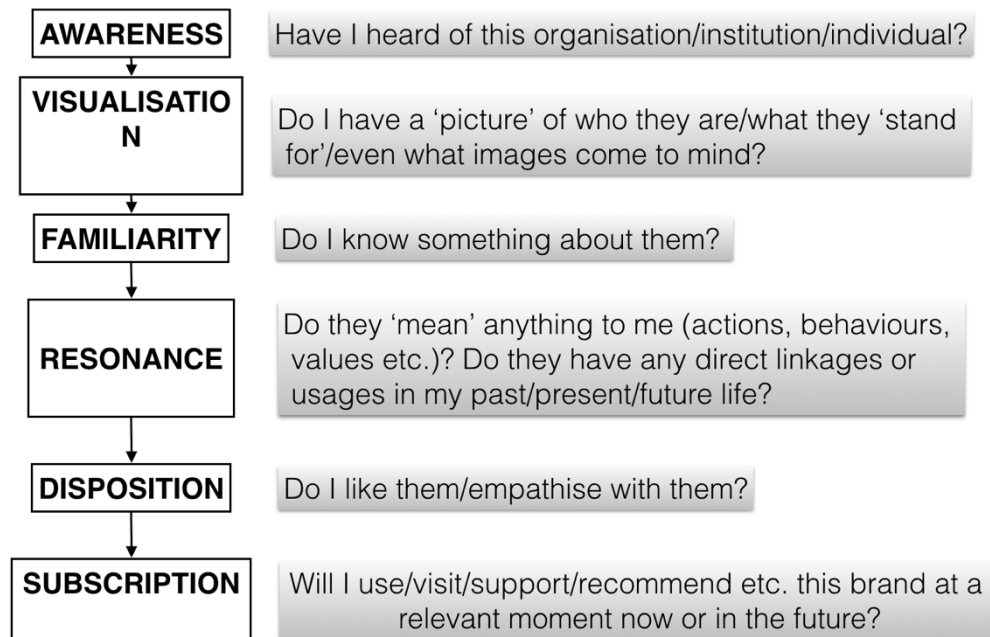 AWARENESS
Have I heard of this organisation/institution/individual?
VISUALISATIO
N
Do I have a ‘picture’ of who they are/what they ‘stand
for’/even what images come to mind?
FAMILIARITY
Do I know something about them?
RESONANCE
Do they ‘mean’ anything to me (actions, behaviours,
values etc.)? Do they have any direct linkages or
usages in my past/present/future life?
DISPOSITION
Do I like them/empathise with them?
SUBSCRIPTION
Will I use/visit/support/recommend etc. this brand at a
relevant moment now or in the future?